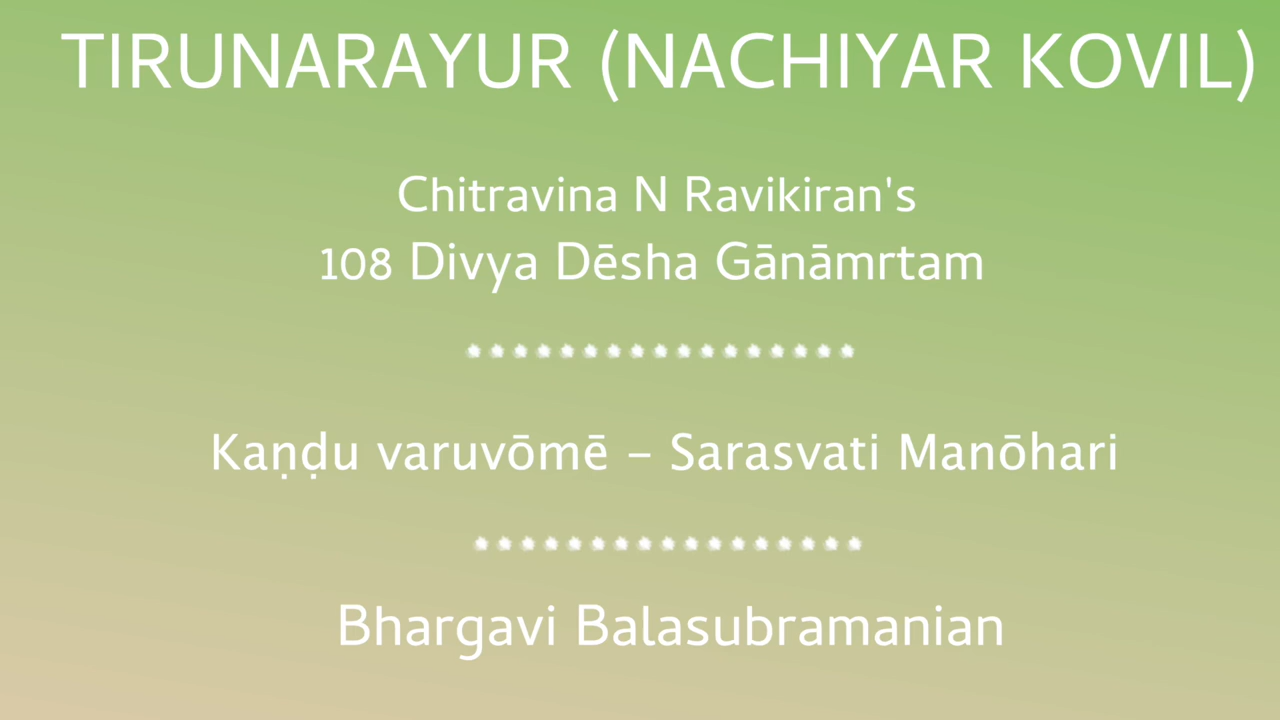 TIRUNARAYUR (NACHIYAR KOVIL)
Chitravina N Ravikiran's
108 Divya Dēsha Gānāmrtam
Kaṇḍu varuvōmē – Sarasvati Manōhari
Bhargavi Balasubramanian